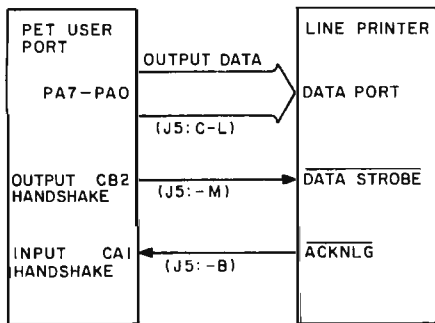 PET USER
PORT
LINE PRINTER
OUTPUT DATA
PA7-PA0
DATA PORT
(J5:C-L)
OUTPUT CB2
HANDSHAKE
DATA STROBE
(J5:-M)
INPUT CA1
HANDSHAKE
ACKNLG
(J5:-B)